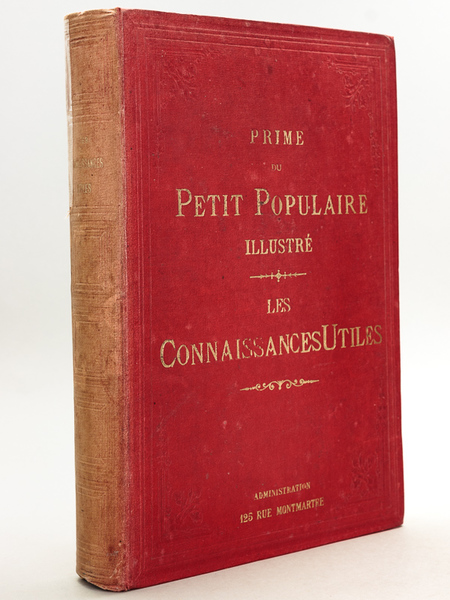 PRIME
DU
PETIT POPULAIRE
ILLUSTRÉ
LES
CONNAISSANCES UTILES
ADMINISTRATION
126 RUE MONTMARTRE